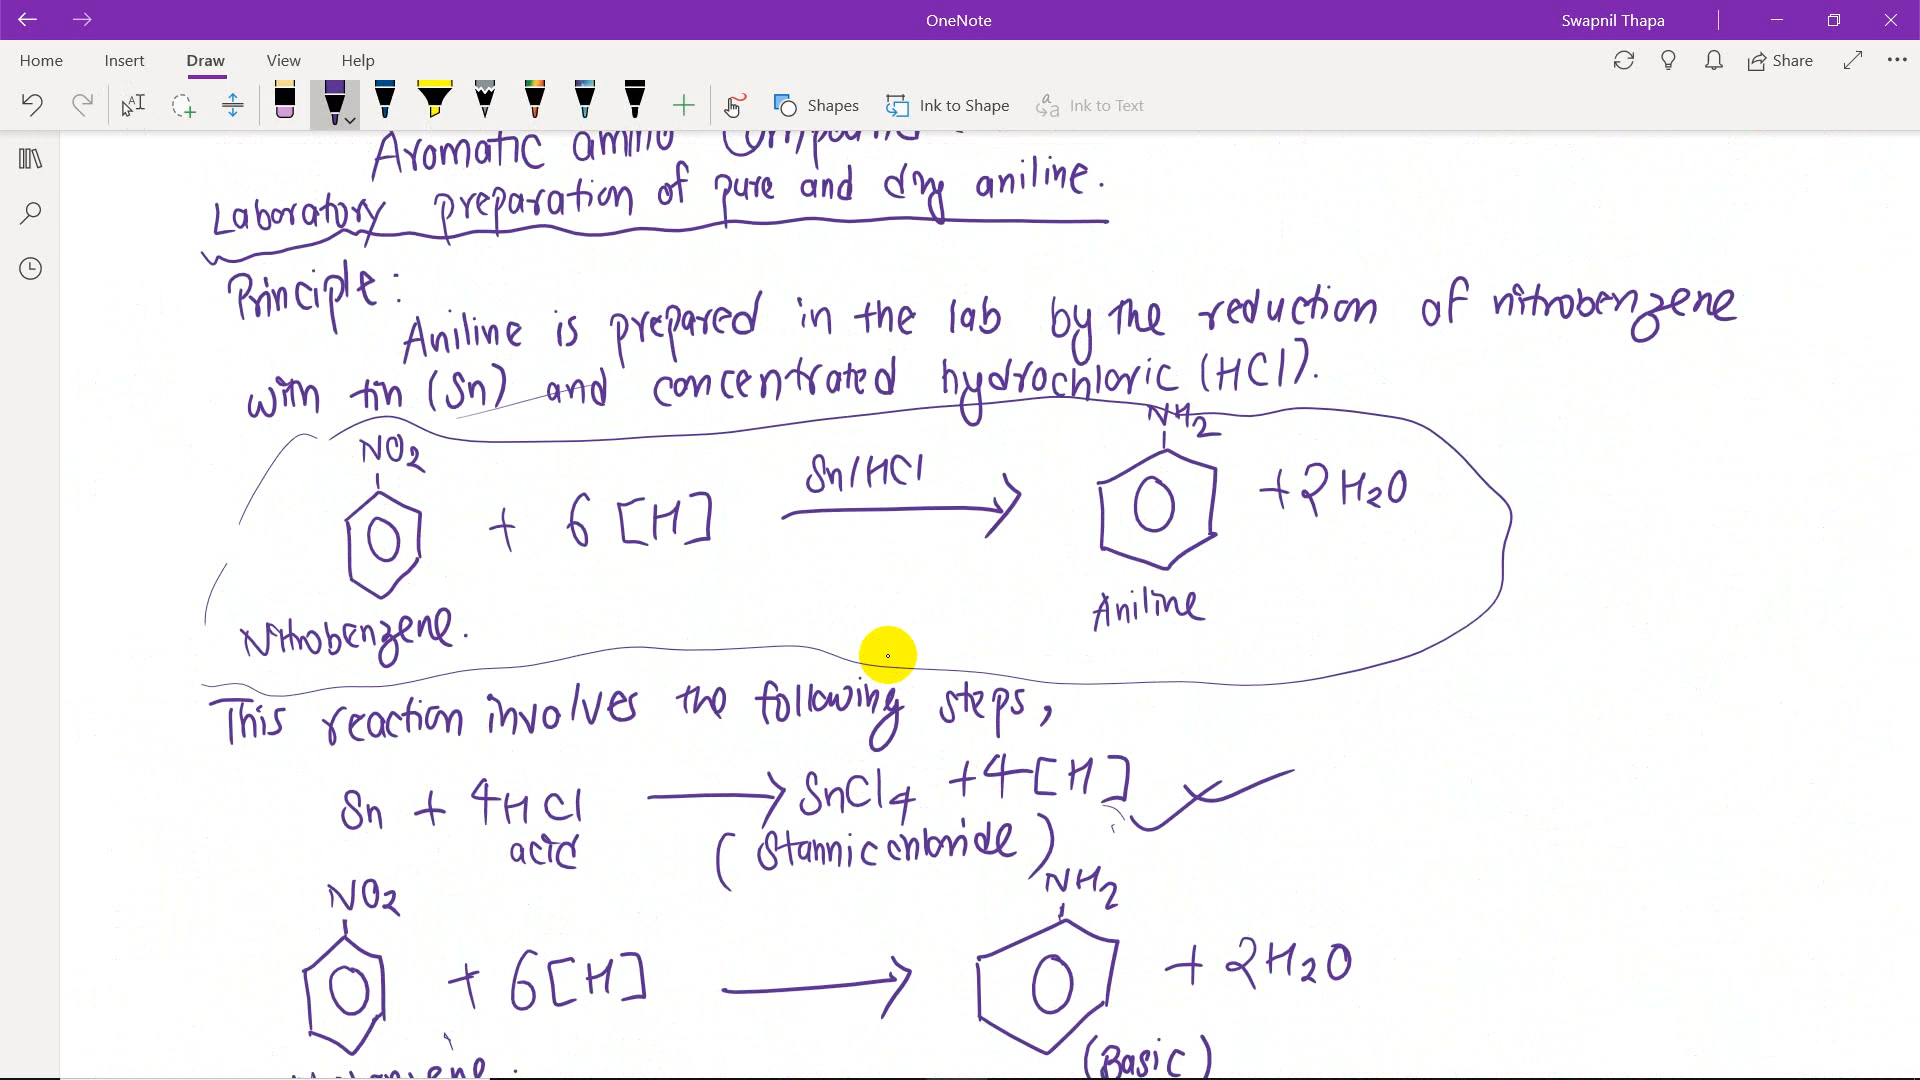 OneNote
Swapnil Thapa
Home Insert Draw View Help
Share
Shapes Ink to Shape Ink to Text
Aromatic amino Compound
Laboratory preparation of pure and dry aniline.
Principle:
Aniline is prepared in the lab by the reduction of nitrobenzene
with tin (Sn) and concentrated hydrochloric (HCl).
NO2
NH2
+ 6 [H]
Sn/HCl
+2H2O
Nitrobenzene.
Aniline
This reaction involves the following steps,
Sn + 4HCl
SnCl4 +4[H]
acid
(Stannic chloride)
NO2
NH2
+ 6[H]
+ 2H2O
(Basic)